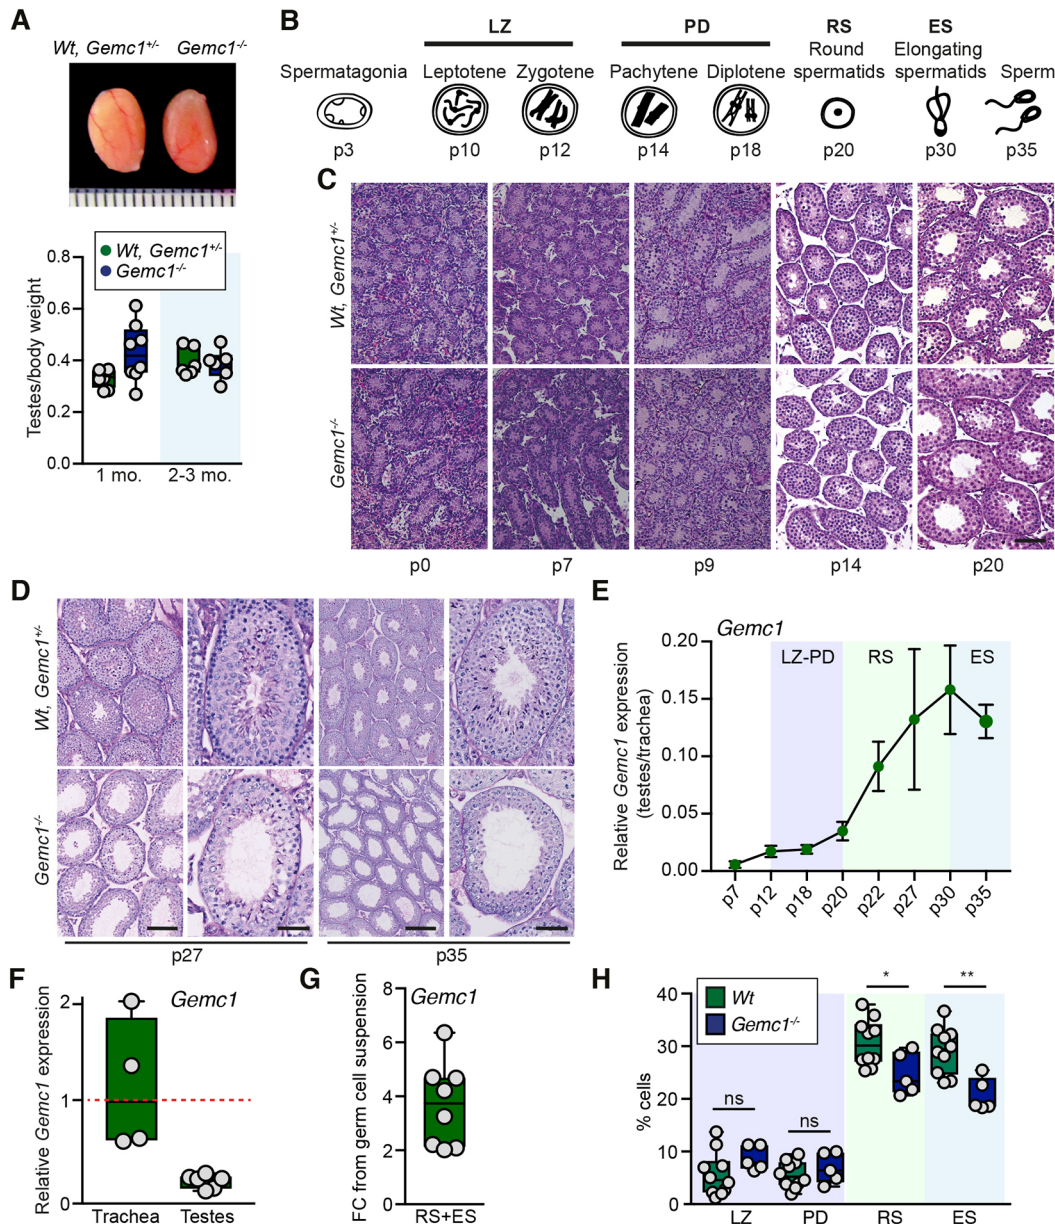 A
Wt, Gemc1+/- Gemc1-/-
Testes/body weight
0.8
0.6
0.4
0.2
0.0
Wt, Gemc1+/-
Gemc1-/-
1 mo. 2-3 mo.
B
LZ PD RS ES
Round spermatids
Elongating spermatids
Spermatagonia Leptotene Zygotene Pachytene Diplotene Sperm
p3 p10 p12 p14 p18 p20 p30 p35
C
Wt, Gemc1+/-
Gemc1-/-
p0 p7 p9 p14 p20
D
Wt, Gemc1+/-
Gemc1-/-
p27 p35
E
Gemc1
Relative Gemc1 expression
(testes/trachea)
0.20
0.15
0.10
0.05
0.00
LZ-PD RS ES
p7 p12 p18 p20 p22 p27 p30 p35
F
Gemc1
Relative Gemc1 expression
2
1
0
Trachea Testes
G
Gemc1
FC from germ cell suspension
8
6
4
2
0
RS+ES
H
% cells
40
30
20
10
0
Wt
Gemc1-/-
ns ns * **
LZ PD RS ES